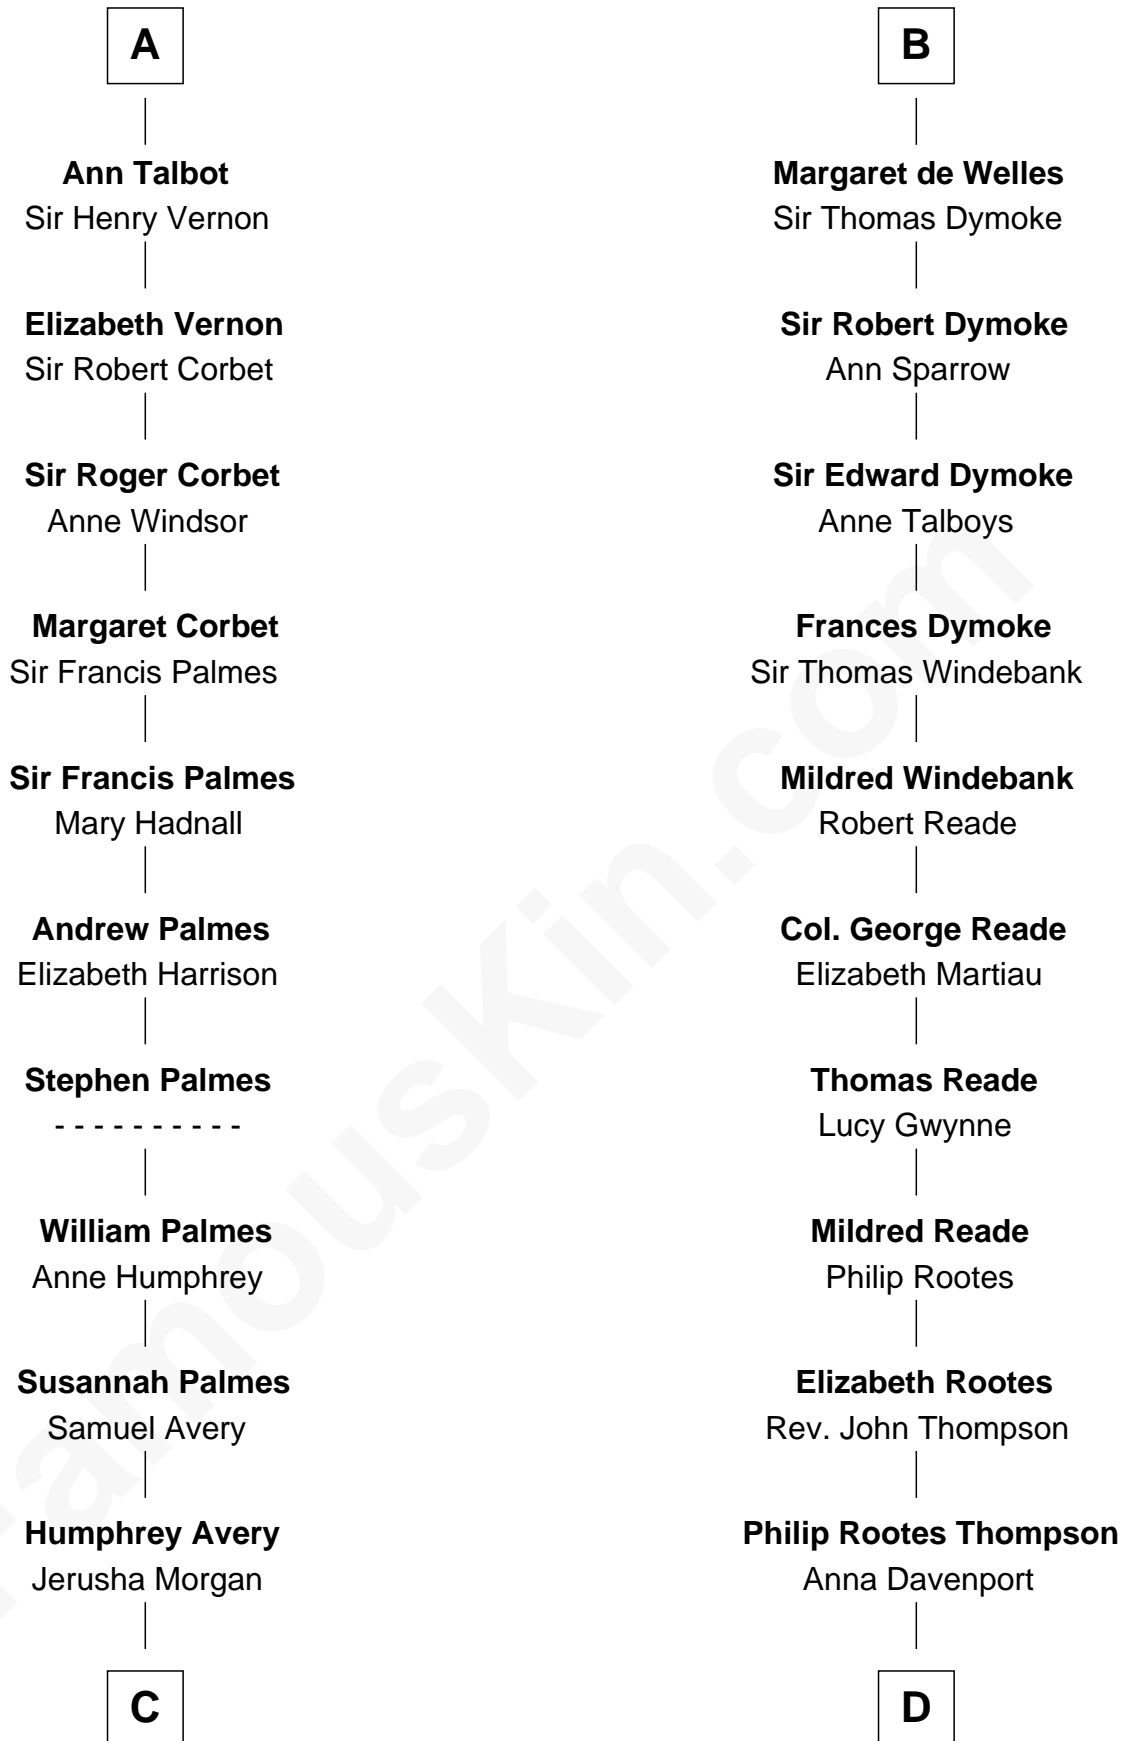 A
Ann Talbot
Sir Henry Vernon
Elizabeth Vernon
Sir Robert Corbet
Sir Roger Corbet
Anne Windsor
Margaret Corbet
Sir Francis Palmes
Sir Francis Palmes
Mary Hadnall
Andrew Palmes
Elizabeth Harrison
Stephen Palmes
- - - - - - - - - -
William Palmes
Anne Humphrey
Susannah Palmes
Samuel Avery
Humphrey Avery
Jerusha Morgan
C
B
Margaret de Welles
Sir Thomas Dymoke
Sir Robert Dymoke
Ann Sparrow
Sir Edward Dymoke
Anne Talboys
Frances Dymoke
Sir Thomas Windebank
Mildred Windebank
Robert Reade
Col. George Reade
Elizabeth Martiau
Thomas Reade
Lucy Gwynne
Mildred Reade
Philip Rootes
Elizabeth Rootes
Rev. John Thompson
Philip Rootes Thompson
Anna Davenport
D
FamousKin.com